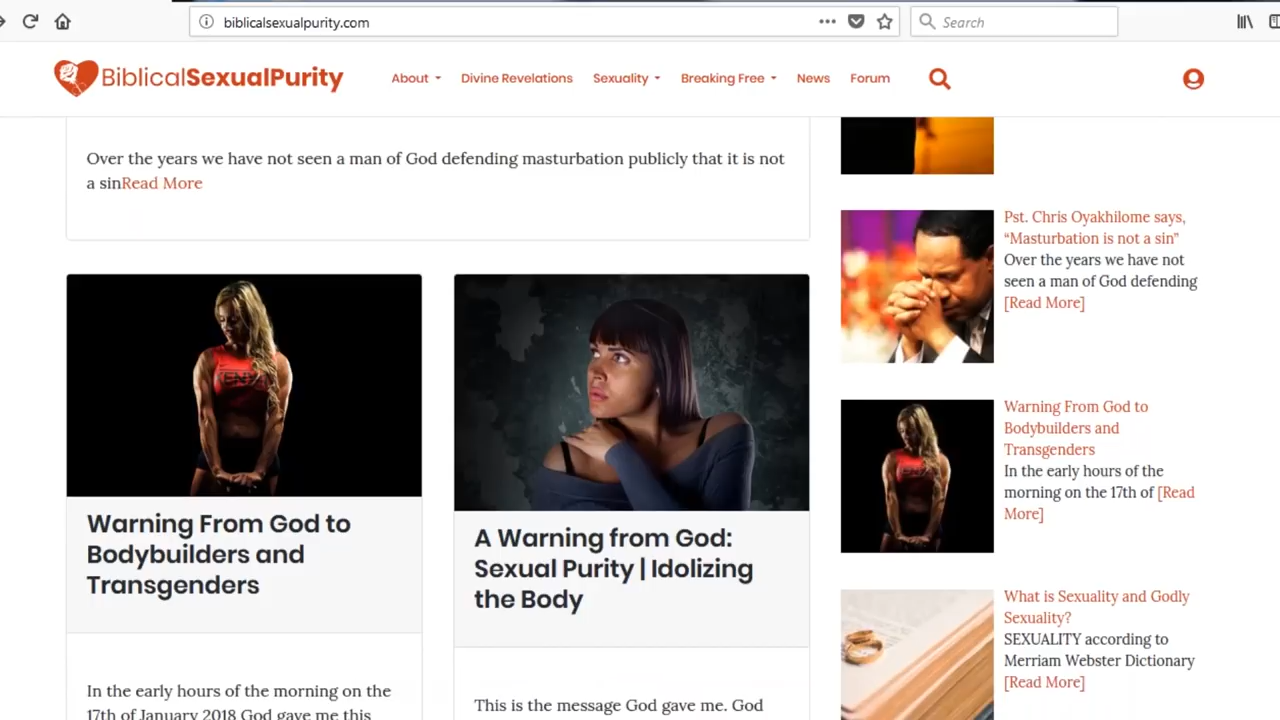 biblicalsexualpurity.com
Search
BiblicalSexualPurity
About
Divine Revelations
Sexuality
Breaking Free
News
Forum
Over the years we have not seen a man of God defending masturbation publicly that it is not
a sinRead More
Warning From God to
Bodybuilders and
Transgenders
In the early hours of the morning on the
17th of January 2018 God gave me this
KENYA
A Warning from God:
Sexual Purity | Idolizing
the Body
This is the message God gave me. God
Pst. Chris Oyakhilome says,
“Masturbation is not a sin”
Over the years we have not
seen a man of God defending
[Read More]
Warning From God to
Bodybuilders and
Transgenders
In the early hours of the
morning on the 17th of [Read
More]
What is Sexuality and Godly
Sexuality?
SEXUALITY according to
Merriam Webster Dictionary
[Read More]